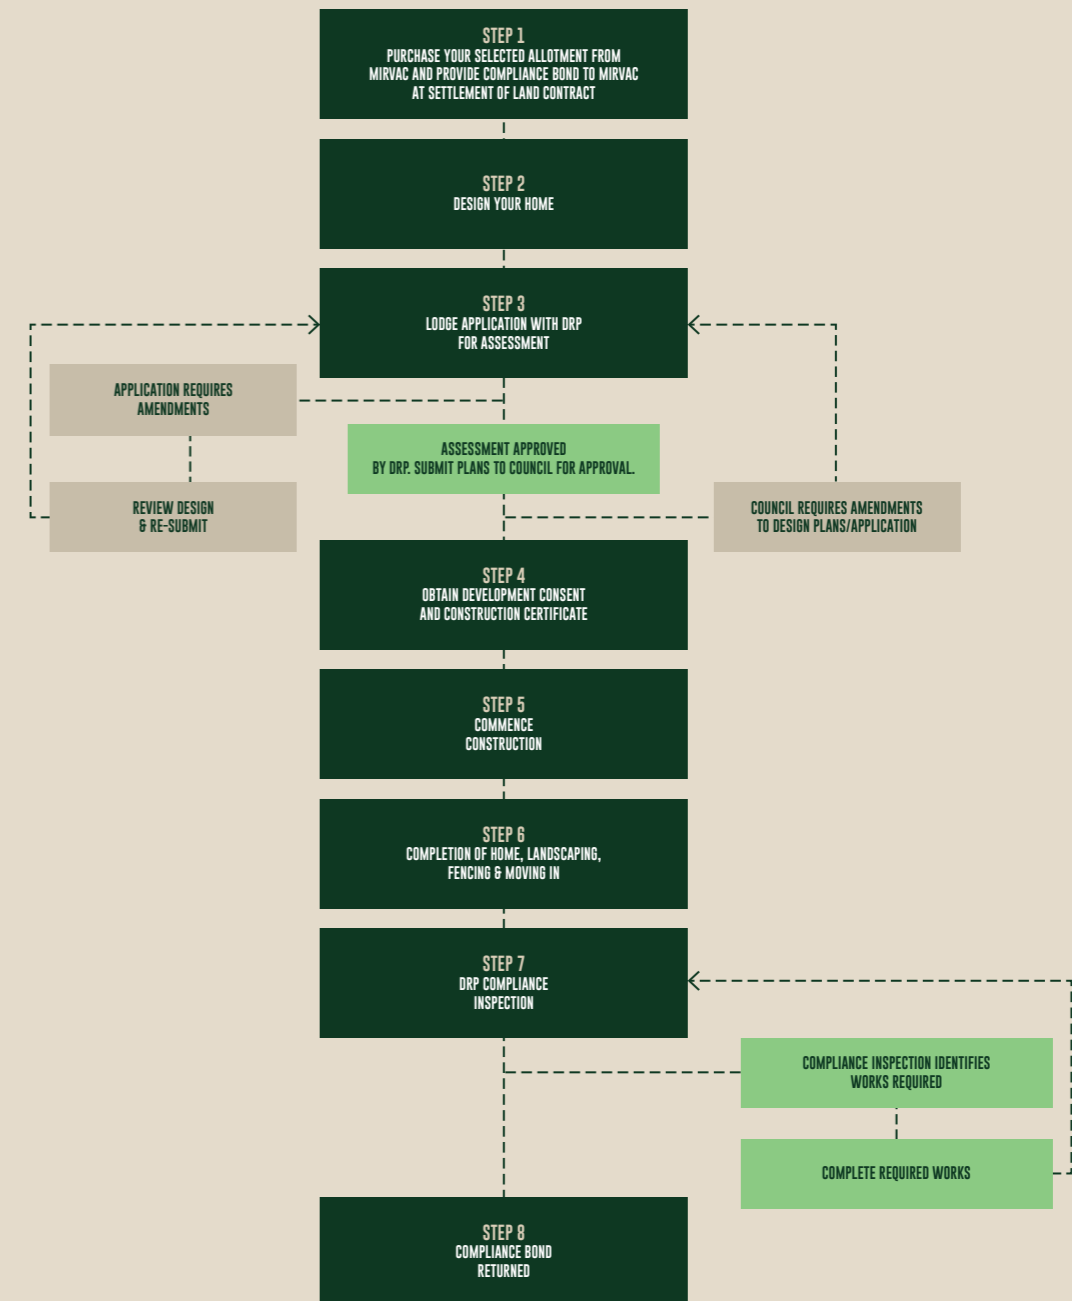 STEP 1
PURCHASE YOUR SELECTED ALLOTMENT FROM
MIRVAC AND PROVIDE COMPLIANCE BOND TO MIRVAC
AT SETTLEMENT OF LAND CONTRACT
STEP 2
DESIGN YOUR HOME
STEP 3
LODGE APPLICATION WITH DRP
FOR ASSESSMENT
APPLICATION REQUIRES
AMENDMENTS
ASSESSMENT APPROVED
BY DRP. SUBMIT PLANS TO COUNCIL FOR APPROVAL.
REVIEW DESIGN
& RE-SUBMIT
COUNCIL REQUIRES AMENDMENTS
TO DESIGN PLANS/APPLICATION
STEP 4
OBTAIN DEVELOPMENT CONSENT
AND CONSTRUCTION CERTIFICATE
STEP 5
COMMENCE
CONSTRUCTION
STEP 6
COMPLETION OF HOME, LANDSCAPING,
FENCING & MOVING IN
STEP 7
DRP COMPLIANCE
INSPECTION
COMPLIANCE INSPECTION IDENTIFIES
WORKS REQUIRED
COMPLETE REQUIRED WORKS
STEP 8
COMPLIANCE BOND
RETURNED